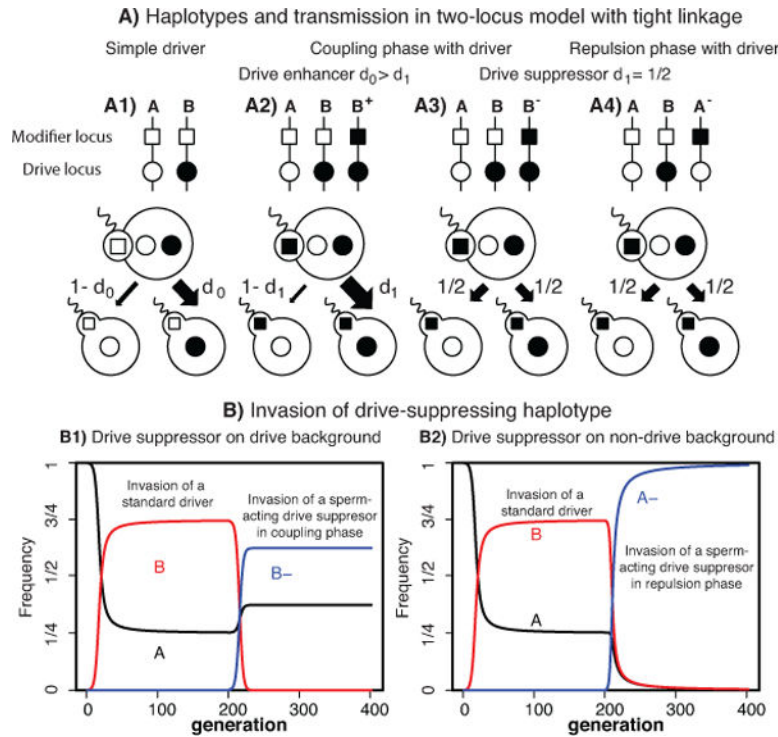 A) Haplotypes and transmission in two-locus model with tight linkage
Simple driver Coupling phase with driver Repulsion phase with driver
Drive enhancer d0> d1 Drive suppressor d1= 1/2
A1) A B A2) A B B+ A3) A B B- A4) A B A-
Modifier locus
Drive locus
1- d0 d0 1- d1 d1 1/2 1/2 1/2 1/2
B) Invasion of drive-suppressing haplotype
B1) Drive suppressor on drive background
1
3/4
1/2
1/4
0
Frequency
Invasion of a
standard driver
Invasion of a sperm-
acting drive suppresor
in coupling phase
B
B–
A
0 100 200 300 400
generation
B2) Drive suppressor on non-drive background
1
3/4
1/2
1/4
0
Frequency
Invasion of a
standard driver
B
A–
Invasion of a sperm-
acting drive suppresor
in repulsion phase
A
0 100 200 300 400
generation